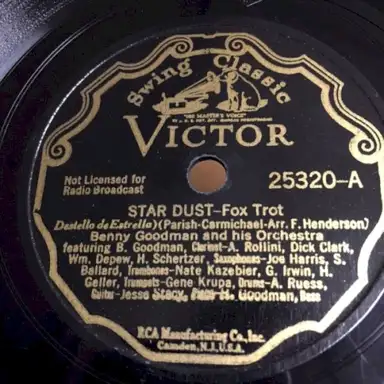 Swing Classic
"HIS MASTER'S VOICE"
VICTOR
Not Licensed for
Radio Broadcast
25320-A
STAR DUST-Fox Trot
Destello de Estrella) (Parish-Carmichael-Arr. F. Henderson)
Benny Goodman and his Orchestra
featuring B. Goodman, Clarinet-A. Rollini, Dick Clark,
Wm. Depew, H. Schertzer, Saxophones-Joe Harris, S.
Ballard, Trombones-Nate Kazebier, G. Irwin, H.
Geller, Trumpets-Gene Krupa, Drums-A. Ruess,
Guitar-Jesse Stacy, Piano-H. Goodman, Bass
RCA Manufacturing Co., Inc.
Camden, N.J., U.S.A.